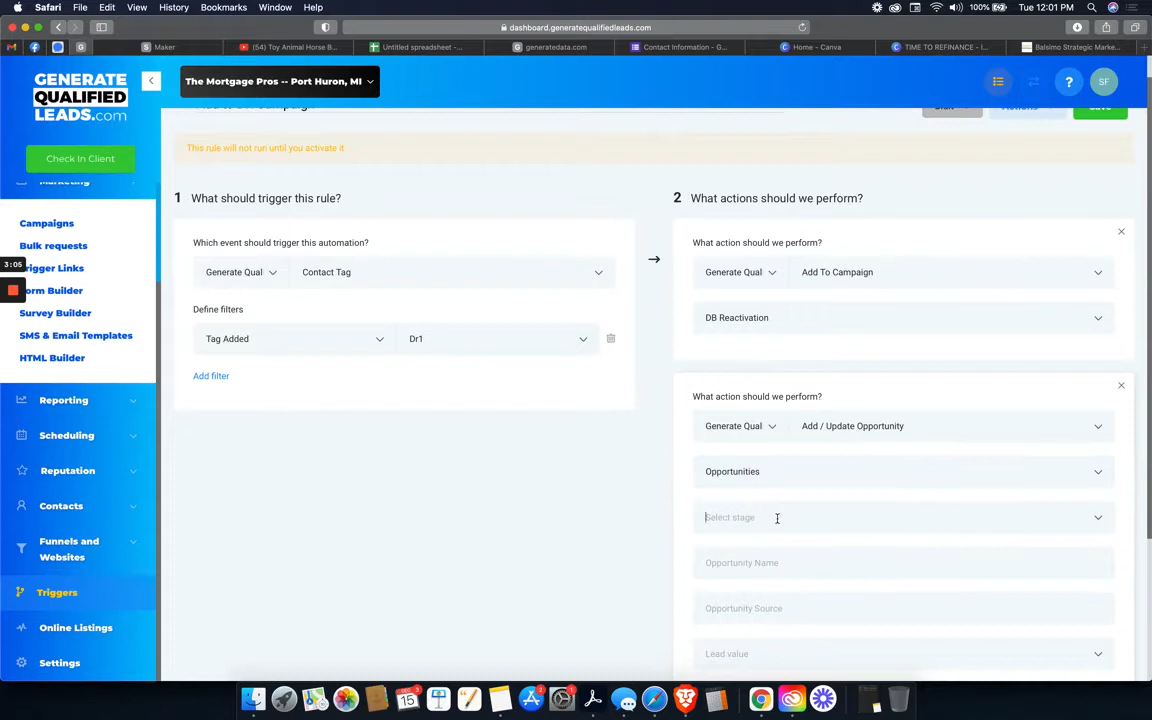 Safari File Edit View History Bookmarks Window Help
100% Tue 12:01 PM
dashboard.generatequalifiedleads.com
Maker
(54) Toy Animal Horse B...
Untitled spreadsheet -...
generatedata.com
Contact Information - G...
Home - Canva
TIME TO REFINANCE - I...
Balsimo Strategic Marke...
GENERATE
QUALIFIED
LEADS.com
The Mortgage Pros -- Port Huron, MI
?
SF
Check In Client
This rule will not run until you activate it
Marketing
Campaigns
Bulk requests
3:05
rigger Links
orm Builder
Survey Builder
SMS & Email Templates
HTML Builder
Reporting
Scheduling
Reputation
Contacts
Funnels and
Websites
Triggers
Online Listings
Settings
1 What should trigger this rule?
Which event should trigger this automation?
Generate Qual
Contact Tag
Define filters
Tag Added
Dr1
Add filter
2 What actions should we perform?
What action should we perform?
Generate Qual
Add To Campaign
DB Reactivation
What action should we perform?
Generate Qual
Add / Update Opportunity
Opportunities
Select stage
Opportunity Name
Opportunity Source
Lead value
DEC
15
2
1